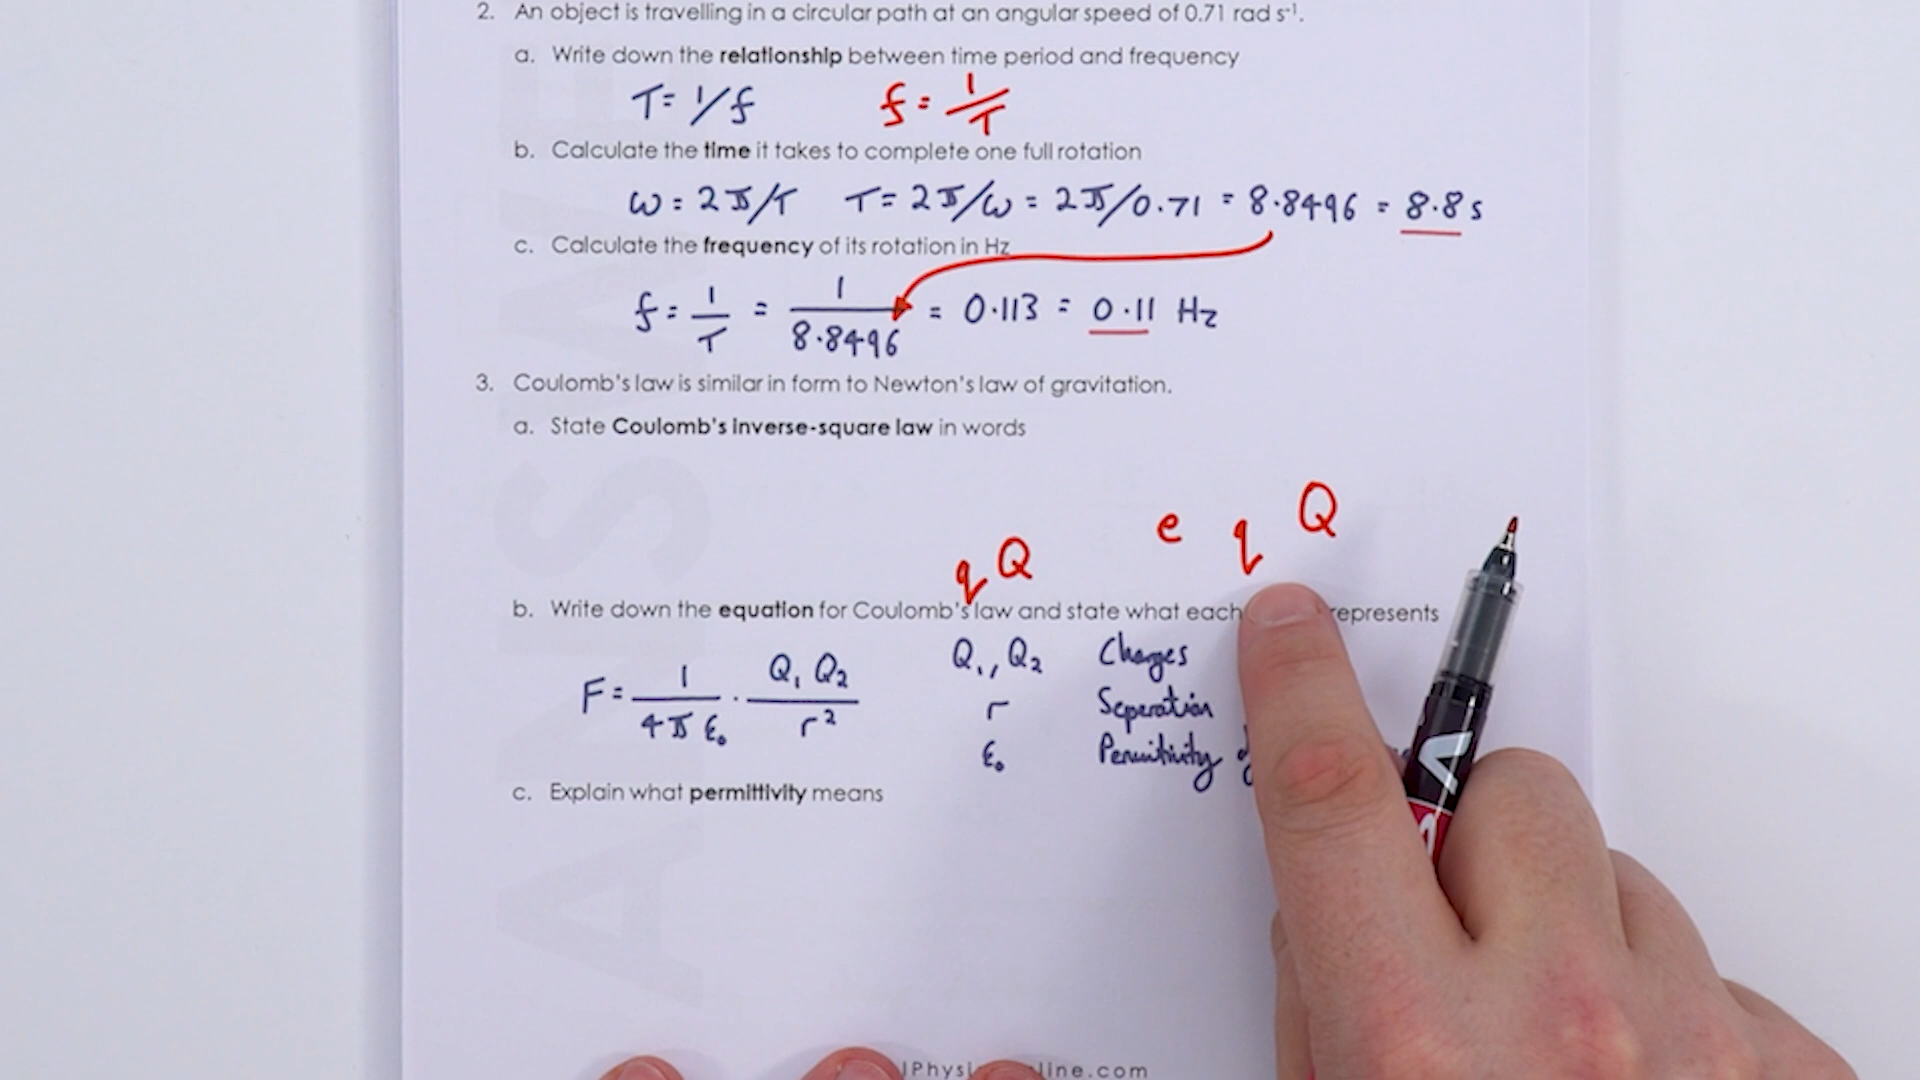 2. An object is travelling in a circular path at an angular speed of 0.71 rad s⁻¹.
a. Write down the relationship between time period and frequency
T = 1/f f = 1/T
b. Calculate the time it takes to complete one full rotation
ω = 2π/T T = 2π/ω = 2π/0.71 = 8.8496 = 8.8 s
c. Calculate the frequency of its rotation in Hz
f = 1/T = 1/8.8496 = 0.113 = 0.11 Hz
3. Coulomb's law is similar in form to Newton's law of gravitation.
a. State Coulomb's inverse-square law in words
q Q e q Q
b. Write down the equation for Coulomb's law and state what each represents
F = 1/4πε₀ · Q₁ Q₂/r²
Q₁, Q₂ Charges
r Seperation
ε₀ Permitivity
c. Explain what permittivity means
ANSWE